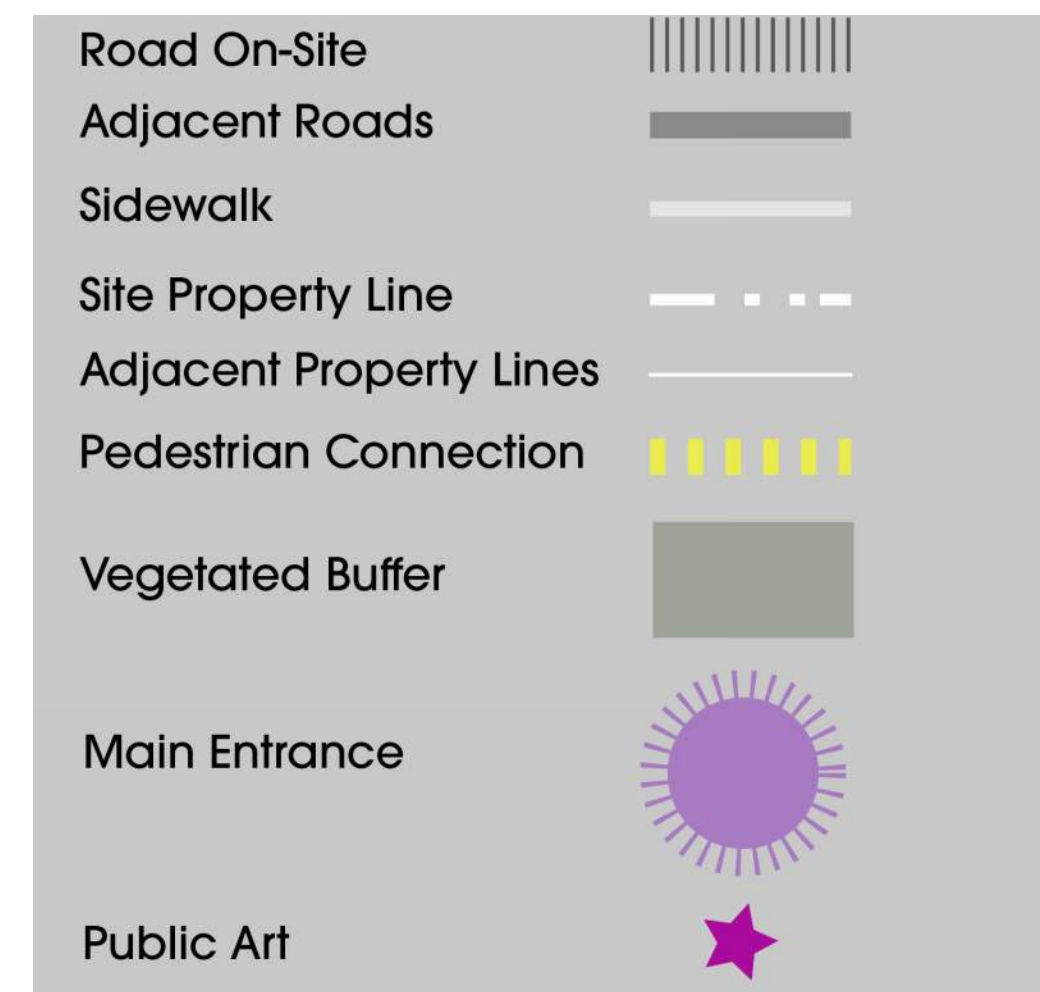 Road On-Site
Adjacent Roads
Sidewalk
Site Property Line
Adjacent Property Lines
Pedestrian Connection
Vegetated Buffer
Main Entrance
Public Art